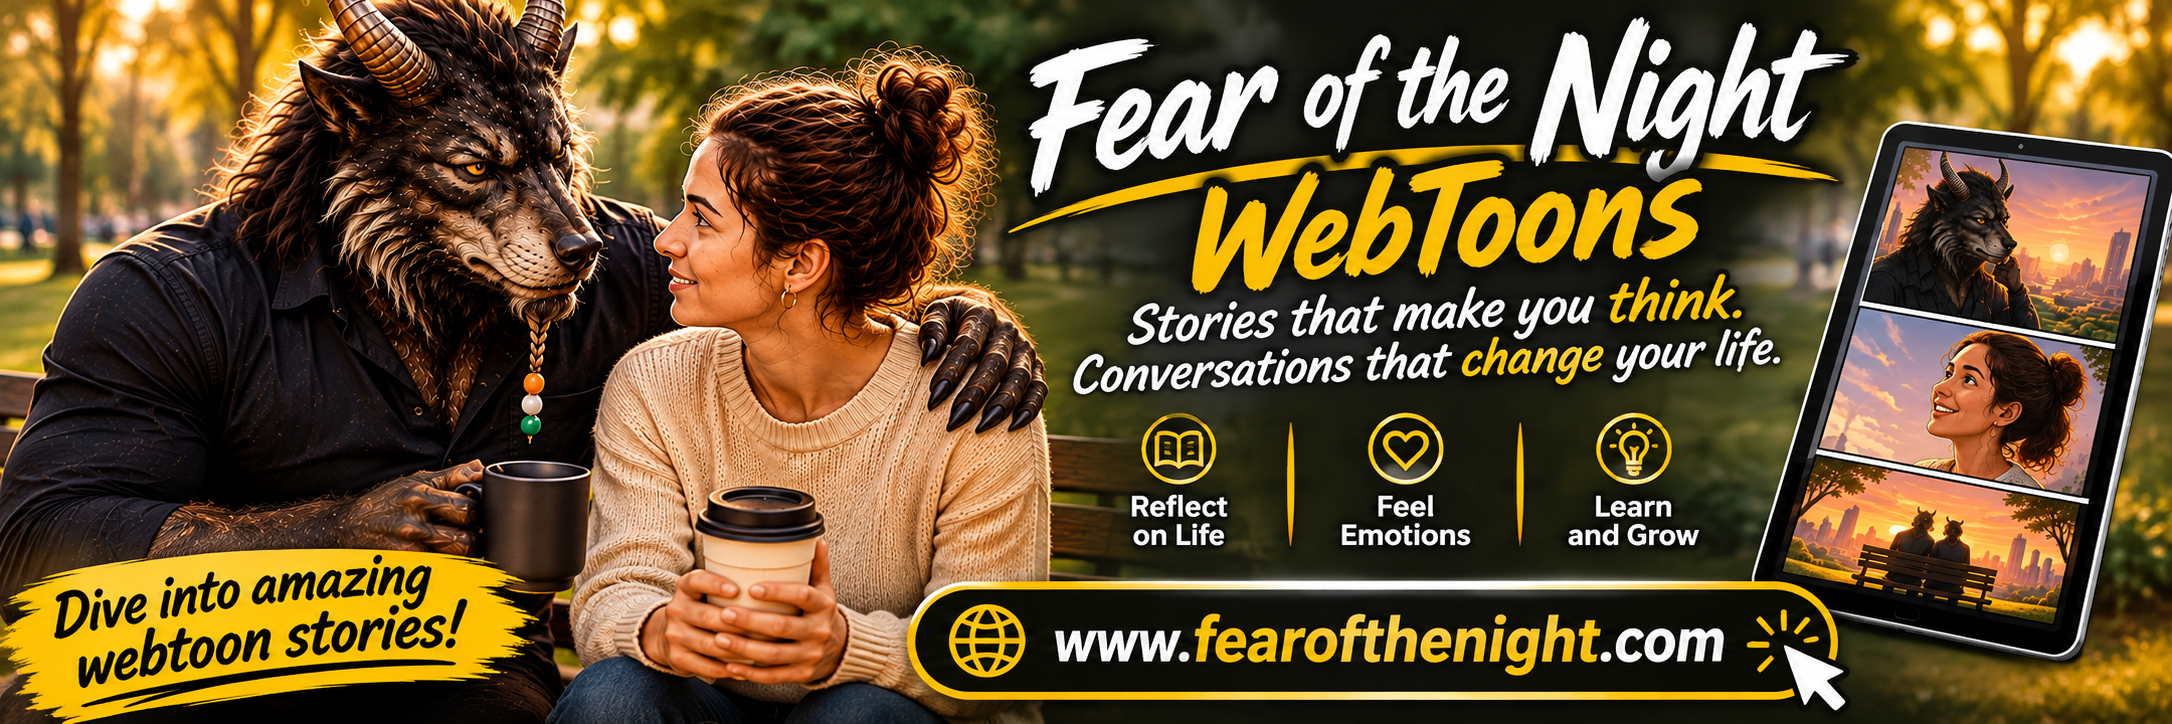 Fear of the Night
WebToons
Stories that make you think.
Conversations that change your life.
Reflect
on Life
Feel
Emotions
Learn
and Grow
Dive into amazing
webtoon stories!
www.fearofthenight.com